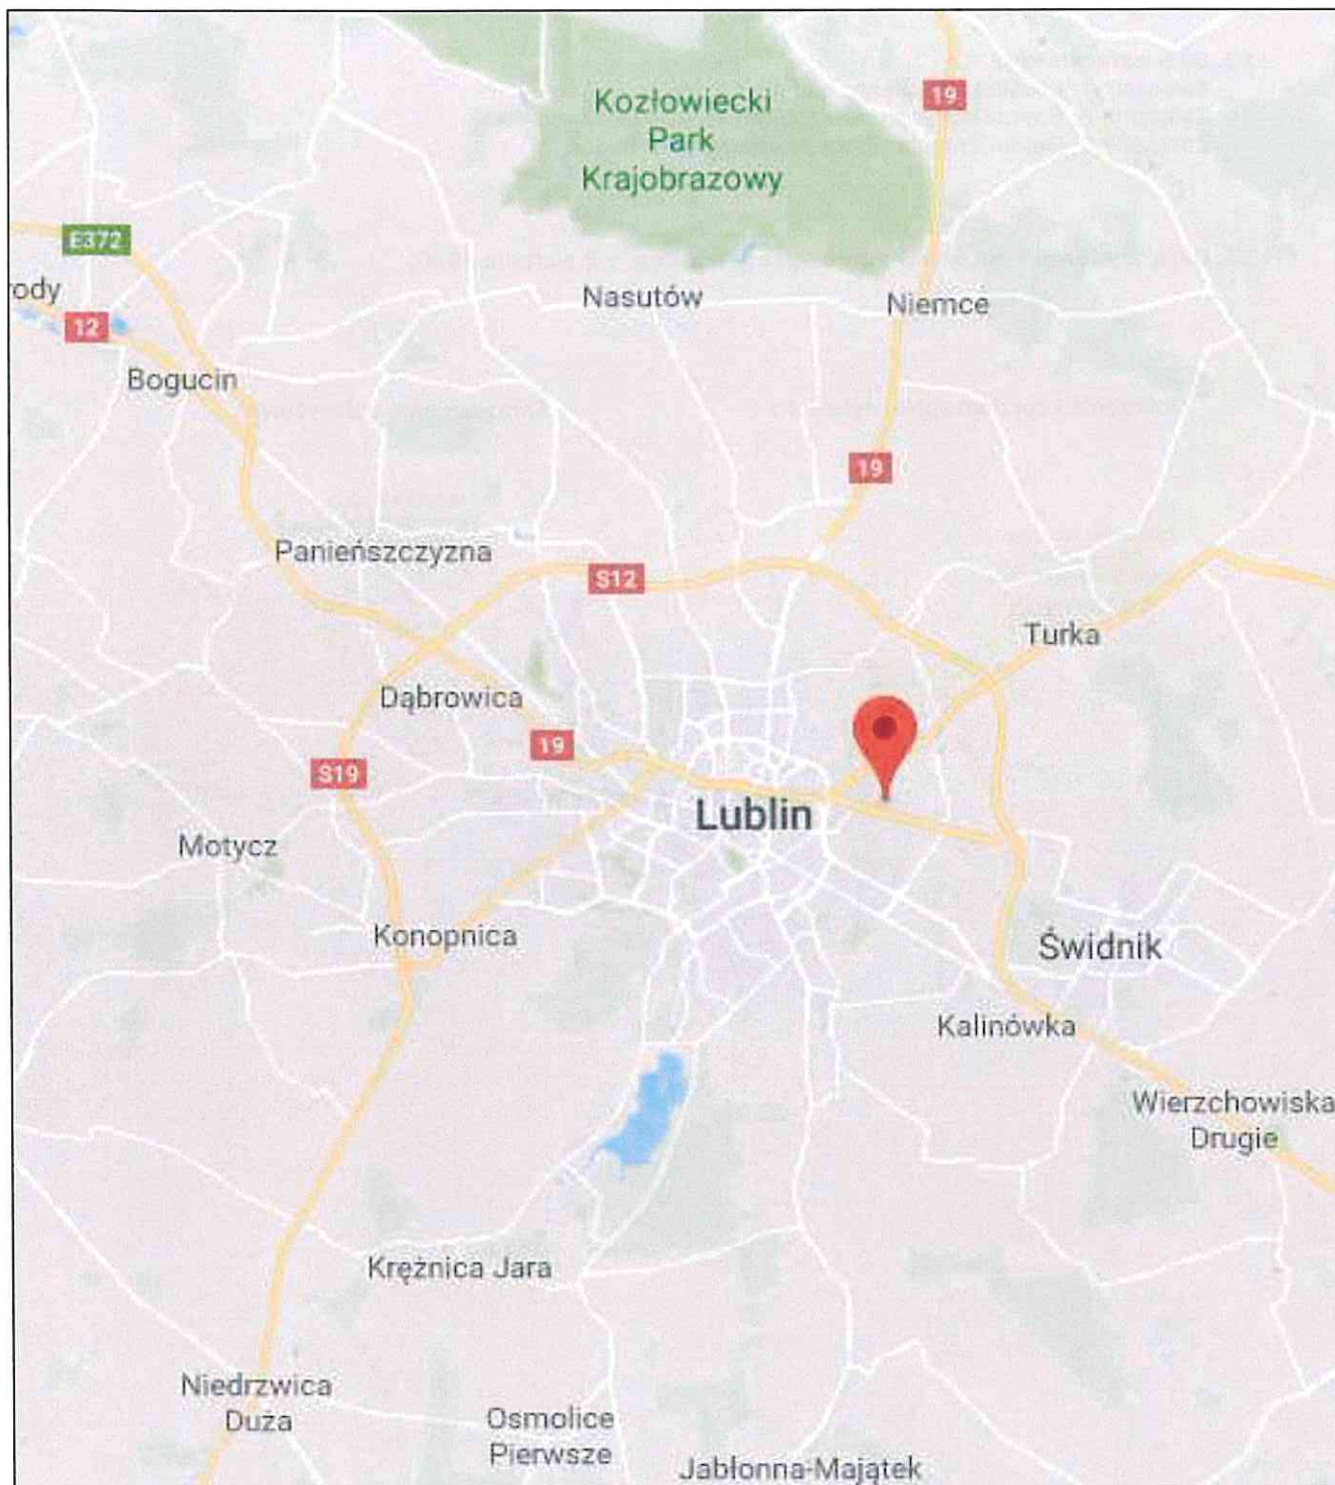 Kozłowiecki
Park
Krajobrazowy
19
E372
rody
12
Nasutów
Niemce
Bogucin
19
Panieńszczyzna
S12
Turka
Dąbrowica
19
S19
Lublin
Motycz
Konopnica
Świdnik
Kalinówka
Wierzchowiska
Drugie
Krężnica Jara
Niedrzwica
Duża
Osmolice
Pierwsze
Jabłonna-Majątek